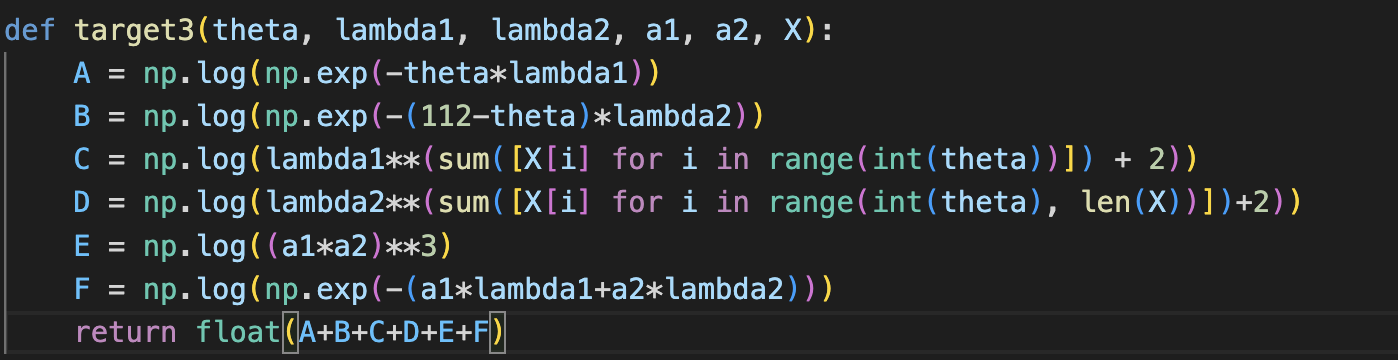 def target3(theta, lambda1, lambda2, a1, a2, X):
    A = np.log(np.exp(-theta*lambda1))
    B = np.log(np.exp(-(112-theta)*lambda2))
    C = np.log(lambda1**(sum([X[i] for i in range(int(theta))]) + 2))
    D = np.log(lambda2**(sum([X[i] for i in range(int(theta), len(X))])+2))
    E = np.log((a1*a2)**3)
    F = np.log(np.exp(-(a1*lambda1+a2*lambda2)))
    return float(A+B+C+D+E+F)